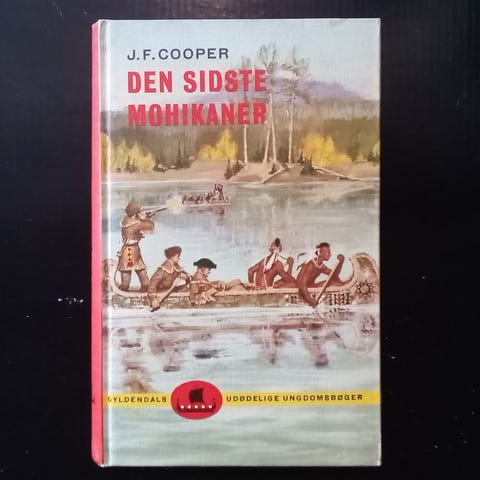 J.F. COOPER
DEN SIDSTE
MOHIKANER
GYLDENDALS UDØDELIGE UNGDOMSBØGER